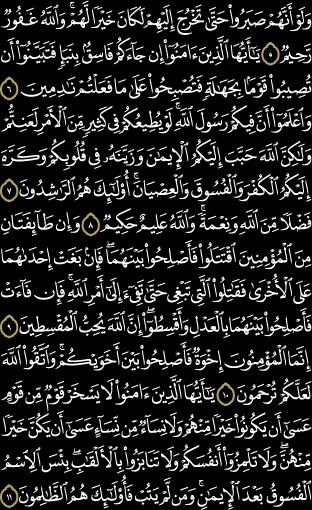 وَلَوْ أَنَّهُمْ صَبَرُوا۟ حَتَّىٰ تَخْرُجَ إِلَيْهِمْ لَكَانَ خَيْرًا لَّهُمْ ۚ وَٱللَّهُ غَفُورٌ
رَّحِيمٌ ٥ يَـٰٓأَيُّهَا ٱلَّذِينَ ءَامَنُوٓا۟ إِن جَآءَكُمْ فَاسِقٌۢ بِنَبَإٍ فَتَبَيَّنُوٓا۟ أَن
تُصِيبُوا۟ قَوْمًۢا بِجَهَـٰلَةٍ فَتُصْبِحُوا۟ عَلَىٰ مَا فَعَلْتُمْ نَـٰدِمِينَ ٦
وَٱعْلَمُوٓا۟ أَنَّ فِيكُمْ رَسُولَ ٱللَّهِ ۚ لَوْ يُطِيعُكُمْ فِى كَثِيرٍ مِّنَ ٱلْأَمْرِ لَعَنِتُّمْ
وَلَـٰكِنَّ ٱللَّهَ حَبَّبَ إِلَيْكُمُ ٱلْإِيمَـٰنَ وَزَيَّنَهُۥ فِى قُلُوبِكُمْ وَكَرَّهَ
إِلَيْكُمُ ٱلْكُفْرَ وَٱلْفُسُوقَ وَٱلْعِصْيَانَ ۚ أُو۟لَـٰٓئِكَ هُمُ ٱلرَّٰشِدُونَ ٧
فَضْلًا مِّنَ ٱللَّهِ وَنِعْمَةً ۚ وَٱللَّهُ عَلِيمٌ حَكِيمٌ ٨ وَإِن طَآئِفَتَانِ
مِنَ ٱلْمُؤْمِنِينَ ٱقْتَتَلُوا۟ فَأَصْلِحُوا۟ بَيْنَهُمَا ۖ فَإِنۢ بَغَتْ إِحْدَىٰهُمَا
عَلَى ٱلْأُخْرَىٰ فَقَـٰتِلُوا۟ ٱلَّتِى تَبْغِى حَتَّىٰ تَفِىٓءَ إِلَىٰٓ أَمْرِ ٱللَّهِ ۚ فَإِن فَآءَتْ
فَأَصْلِحُوا۟ بَيْنَهُمَا بِٱلْعَدْلِ وَأَقْسِطُوٓا۟ ۖ إِنَّ ٱللَّهَ يُحِبُّ ٱلْمُقْسِطِينَ ٩
إِنَّمَا ٱلْمُؤْمِنُونَ إِخْوَةٌ فَأَصْلِحُوا۟ بَيْنَ أَخَوَيْكُمْ ۚ وَٱتَّقُوا۟ ٱللَّهَ
لَعَلَّكُمْ تُرْحَمُونَ ١٠ يَـٰٓأَيُّهَا ٱلَّذِينَ ءَامَنُوا۟ لَا يَسْخَرْ قَوْمٌ مِّن قَوْمٍ
عَسَىٰٓ أَن يَكُونُوا۟ خَيْرًا مِّنْهُمْ وَلَا نِسَآءٌ مِّن نِّسَآءٍ عَسَىٰٓ أَن يَكُنَّ خَيْرًا
مِّنْهُنَّ ۖ وَلَا تَلْمِزُوٓا۟ أَنفُسَكُمْ وَلَا تَنَابَزُوا۟ بِٱلْأَلْقَـٰبِ ۖ بِئْسَ ٱلِٱسْمُ
ٱلْفُسُوقُ بَعْدَ ٱلْإِيمَـٰنِ ۚ وَمَن لَّمْ يَتُبْ فَأُو۟لَـٰٓئِكَ هُمُ ٱلظَّـٰلِمُونَ ١١